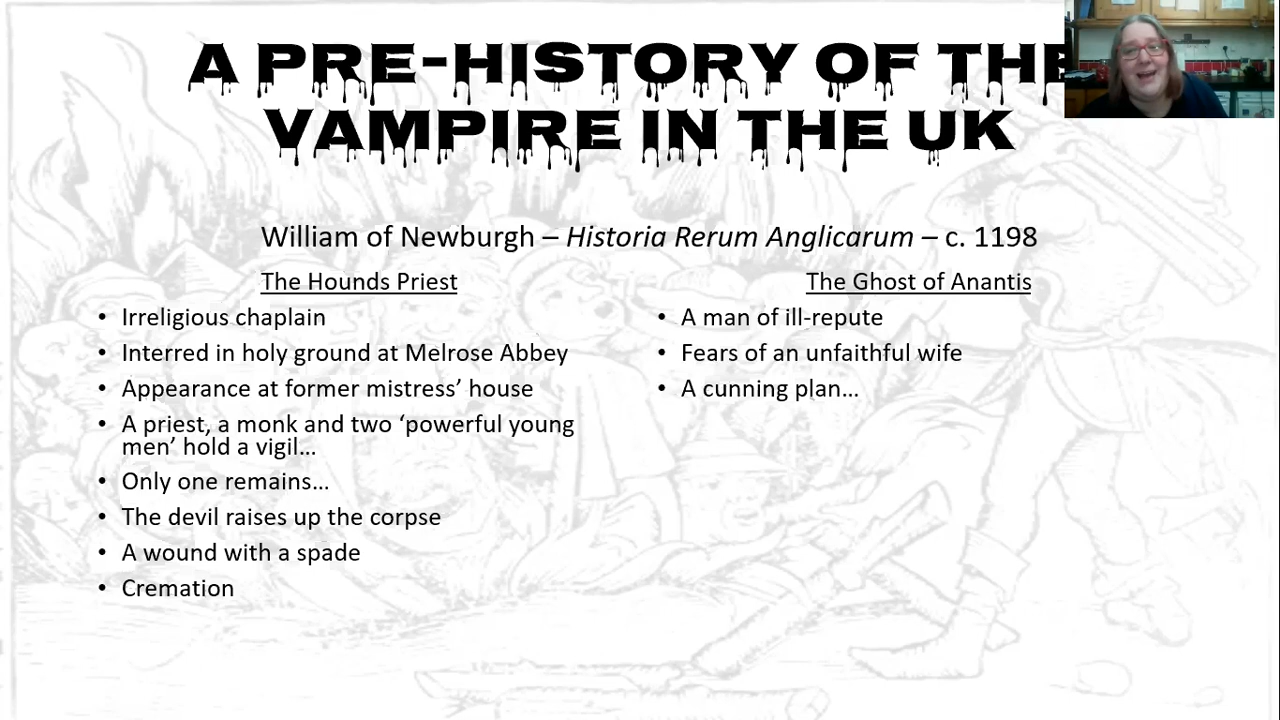 A PRE-HISTORY OF THE
VAMPIRE IN THE UK
William of Newburgh – Historia Rerum Anglicarum – c. 1198
The Hounds Priest
• Irreligious chaplain
• Interred in holy ground at Melrose Abbey
• Appearance at former mistress’ house
• A priest, a monk and two ‘powerful young
men’ hold a vigil…
• Only one remains…
• The devil raises up the corpse
• A wound with a spade
• Cremation
The Ghost of Anantis
• A man of ill-repute
• Fears of an unfaithful wife
• A cunning plan…